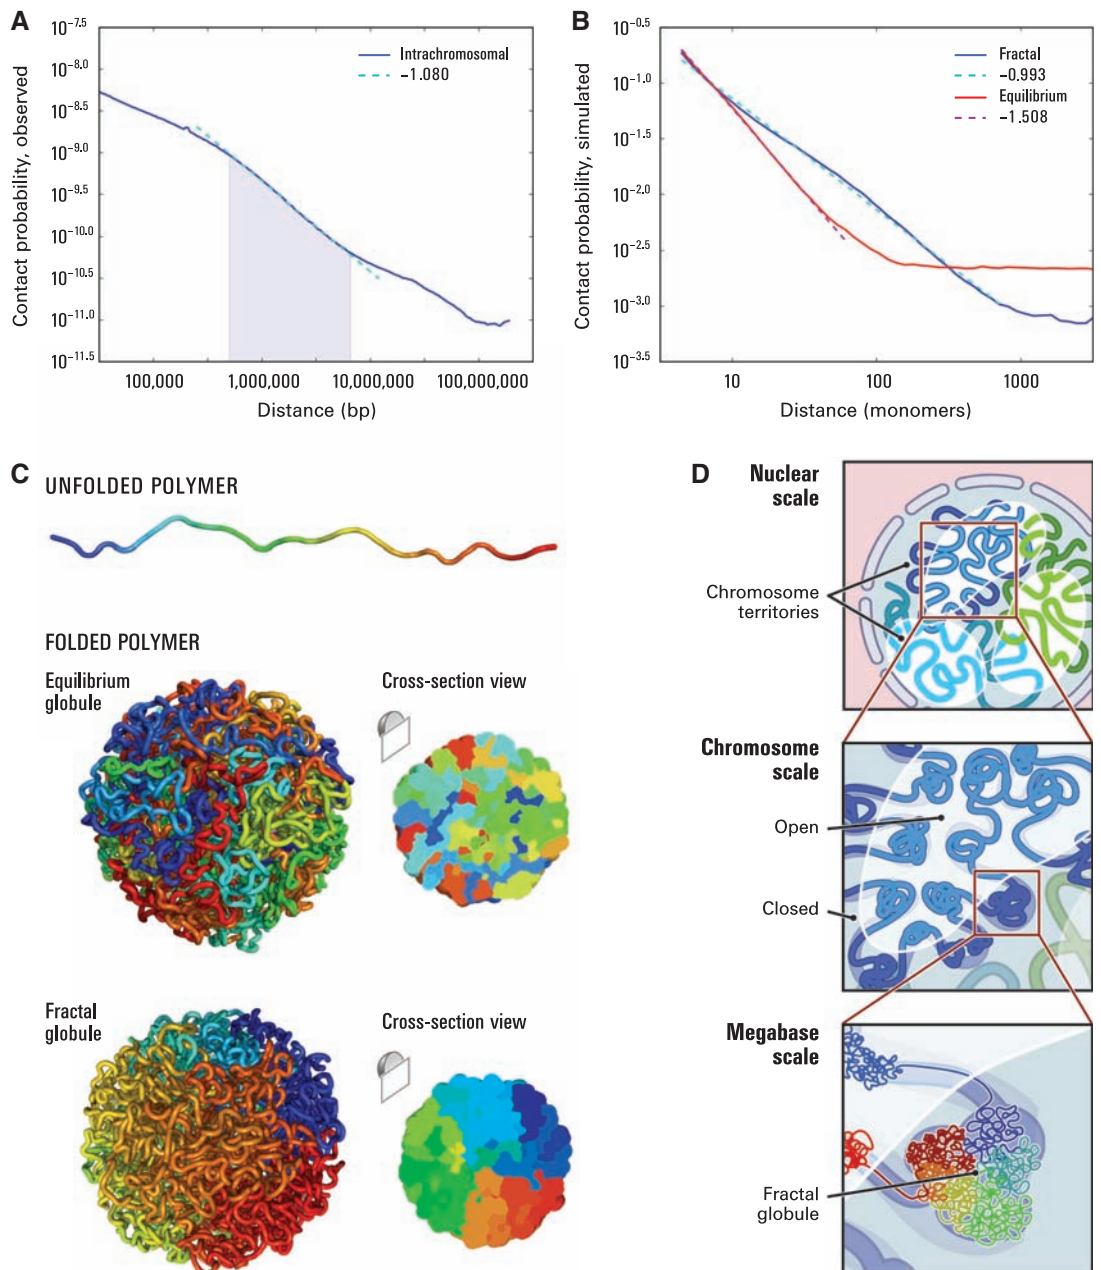 A
10^−7.5
10^−8.0
10^−8.5
10^−9.0
10^−9.5
10^−10.0
10^−10.5
10^−11.0
10^−11.5
Contact probability, observed
Intrachromosomal
−1.080
100,000
1,000,000
10,000,000
100,000,000
Distance (bp)
B
10^−0.5
10^−1.0
10^−1.5
10^−2.0
10^−2.5
10^−3.0
10^−3.5
Contact probability, simulated
Fractal
−0.993
Equilibrium
−1.508
10
100
1000
Distance (monomers)
C
UNFOLDED POLYMER
FOLDED POLYMER
Equilibrium
globule
Cross-section view
Fractal
globule
Cross-section view
D
Nuclear
scale
Chromosome
territories
Chromosome
scale
Open
Closed
Megabase
scale
Fractal
globule